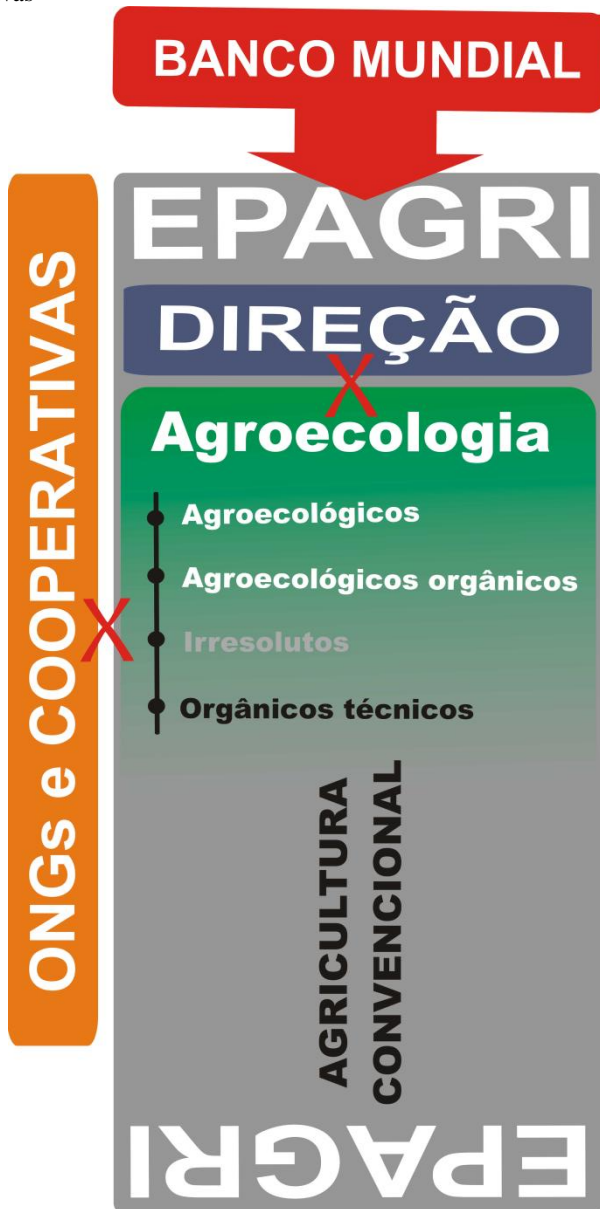 BANCO MUNDIAL
EPAGRI
DIREÇÃO
X
Agroecologia
Agroecológicos
Agroecológicos orgânicos
Irresolutos
Orgânicos técnicos
X
ONGs e COOPERATIVAS
AGRICULTURA
CONVENCIONAL
EPAGRI